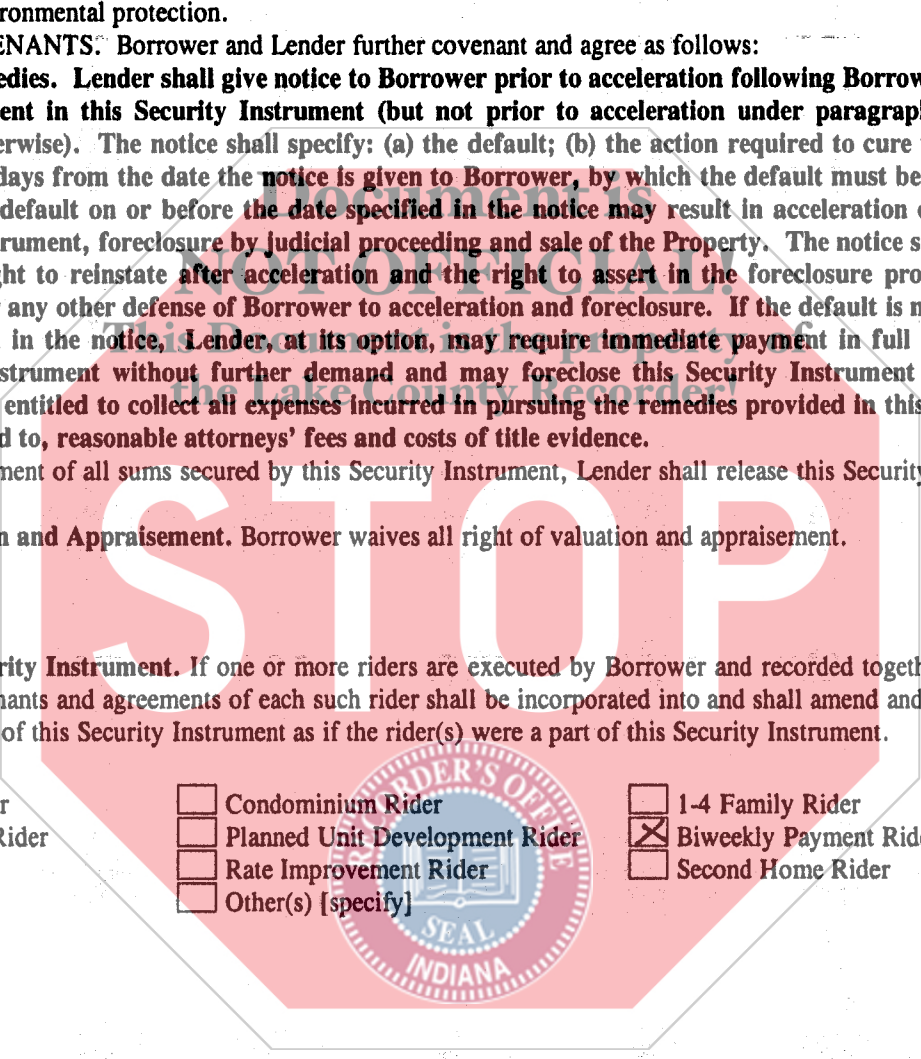 ronmental protection.
ENANTS. Borrower and Lender further covenant and agree as follows:
edies. Lender shall give notice to Borrower prior to acceleration following Borrow
ent in this Security Instrument (but not prior to acceleration under paragrap
erwise). The notice shall specify: (a) the default; (b) the action required to cure
days from the date the notice is given to Borrower, by which the default must be
default on or before the date specified in the notice may result in acceleration
rument, foreclosure by judicial proceeding and sale of the Property. The notice s
ght to reinstate after acceleration and the right to assert in the foreclosure pro
any other defense of Borrower to acceleration and foreclosure. If the default is n
in the notice, Lender, at its option, may require immediate payment in full
strument without further demand and may foreclose this Security Instrument
entitled to collect all expenses incurred in pursuing the remedies provided in this
d to, reasonable attorneys' fees and costs of title evidence.
ment of all sums secured by this Security Instrument, Lender shall release this Security
n and Appraisement. Borrower waives all right of valuation and appraisement.
rity Instrument. If one or more riders are executed by Borrower and recorded togeth
nants and agreements of each such rider shall be incorporated into and shall amend and
of this Security Instrument as if the rider(s) were a part of this Security Instrument.
r Condominium Rider 1-4 Family Rider
Rider Planned Unit Development Rider Biweekly Payment Ride
Rate Improvement Rider Second Home Rider
Other(s) [specify]
Document is
NOT OFFICIAL!
This Document is the property of
the Lake County Recorder!
STOP
RECORDER'S OFFICE
SEAL
INDIANA